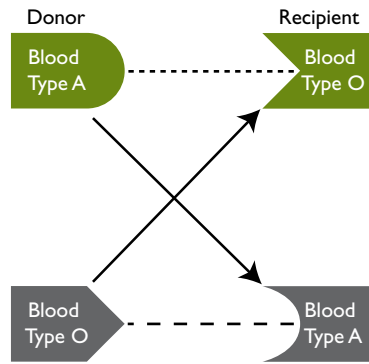 Donor
Recipient
Blood
Type A
Blood
Type O
Blood
Type O
Blood
Type A